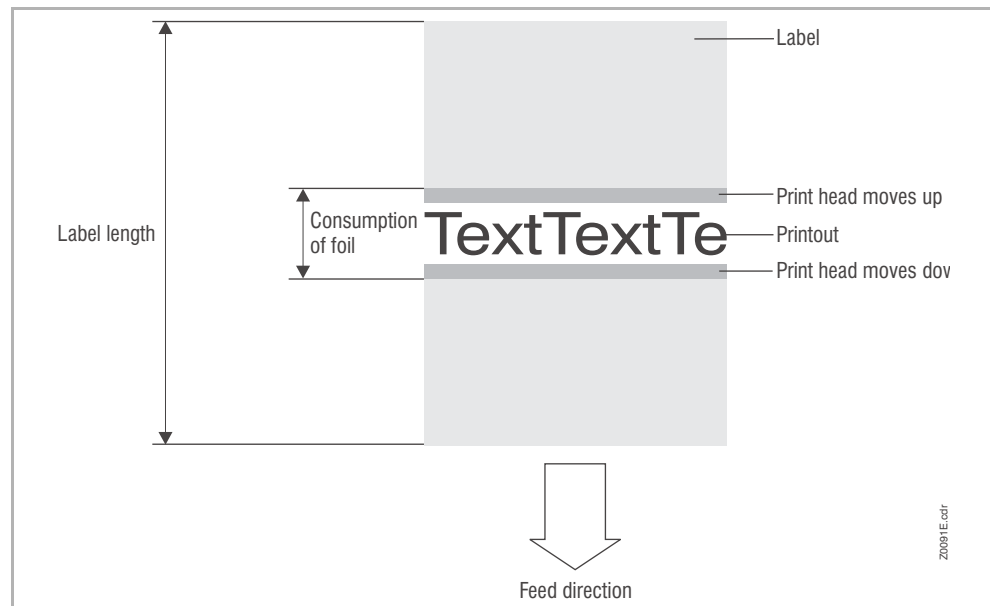 Label
Print head moves up
Label length
Consumption
of foil
TextTextTe
Printout
Print head moves dov
Feed direction
Z0091E.cdr